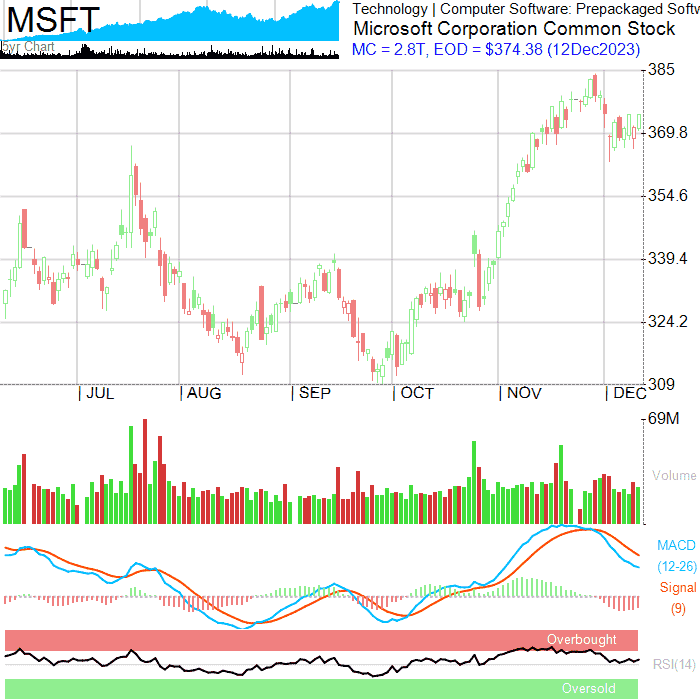 MSFT
5yr Chart
Technology | Computer Software: Prepackaged Softw
Microsoft Corporation Common Stock
MC = 2.8T, EOD = $374.38 (12Dec2023)
385
369.8
354.6
339.4
324.2
309
| JUL | AUG | SEP | OCT | NOV | DEC
69M
Volume
MACD
(12-26)
Signal
(9)
Overbought
RSI(14)
Oversold